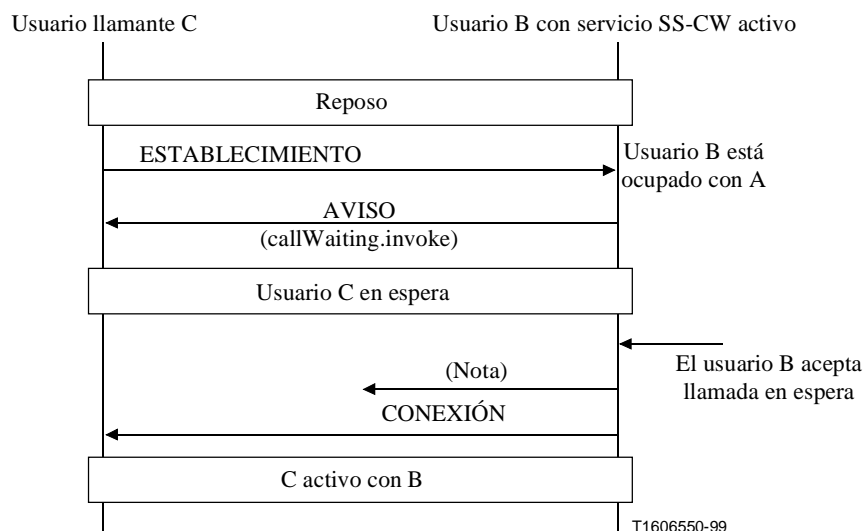 Usuario llamante C
Usuario B con servicio SS-CW activo
Reposo
ESTABLECIMIENTO
Usuario B está
ocupado con A
AVISO
(callWaiting.invoke)
Usuario C en espera
El usuario B acepta
llamada en espera
(Nota)
CONEXIÓN
C activo con B
T1606550-99